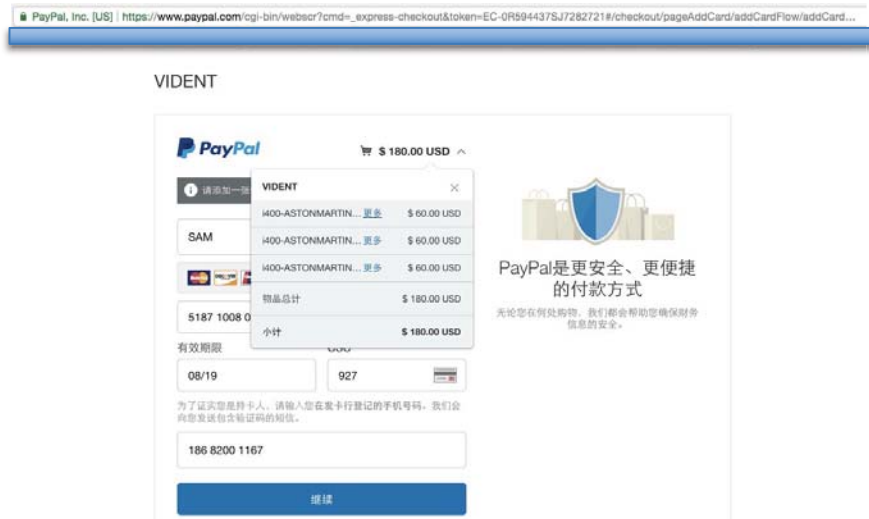 PayPal, Inc. [US] | https://www.paypal.com/cgi-bin/webscr?cmd=_express-checkout&token=EC-0R594437SJ7282721#/checkout/pageAddCard/addCardFlow/addCard...
VIDENT
PayPal
$ 180.00 USD
请添加一张
VIDENT
i400-ASTONMARTIN... 更多 $ 60.00 USD
SAM
i400-ASTONMARTIN... 更多 $ 60.00 USD
i400-ASTONMARTIN... 更多 $ 60.00 USD
物品总计 $ 180.00 USD
5187 1008 0
小计 $ 180.00 USD
PayPal是更安全、更便捷
的付款方式
无论您在何处购物，我们都会帮助您确保财务
信息的安全。
有效期限
08/19 927
为了证实您是持卡人，请输入您在发卡行登记的手机号码。我们会
向您发送包含验证码的短信。
186 8200 1167
继续